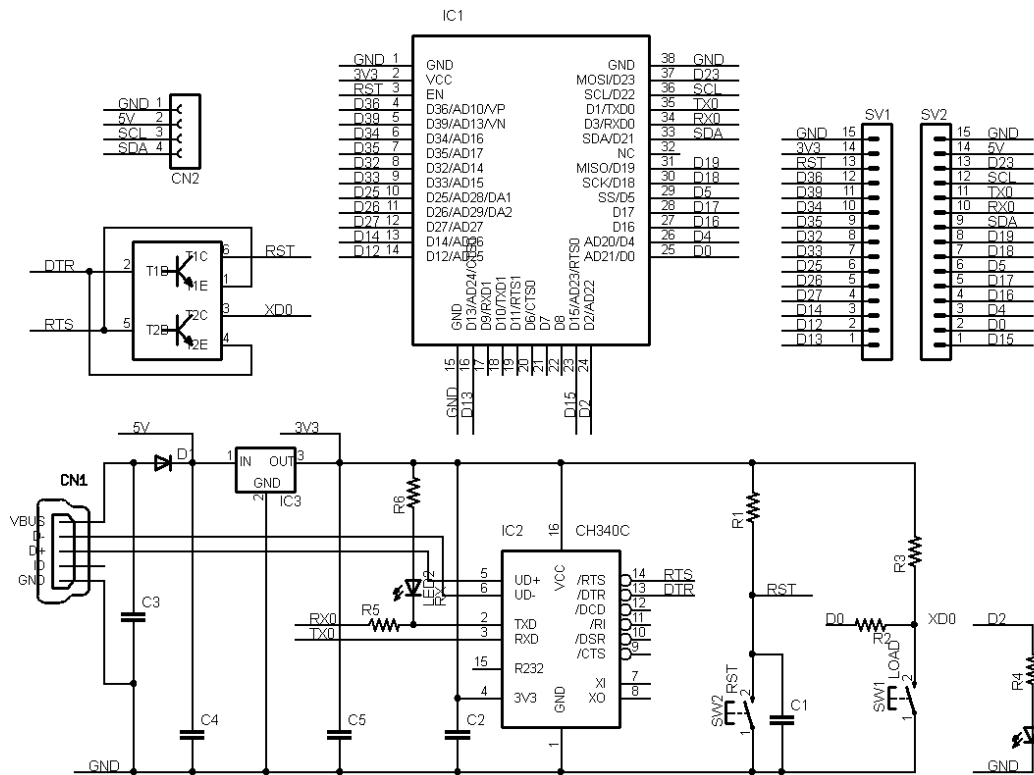 IC1
GND 1 GND
3V3 2 VCC
RST 3 EN
D36 4 D36/AD10/VP
D39 5 D39/AD13/VN
D34 6 D34/AD16
D35 7 D35/AD17
D32 8 D32/AD14
D33 9 D33/AD15
D25 10 D25/AD28/DA1
D26 11 D26/AD29/DA2
D27 12 D27/AD27
D14 13 D14/AD26
D12 14 D12/AD25
GND 38 GND
MOSI/D23 37 D23
SCL/D22 36 SCL
D1/TXD0 35 TX0
D3/RXD0 34 RX0
SDA/D21 33 SDA
NC 32
MISO/D19 31 D19
SCK/D18 30 D18
SS/D5 29 D5
D17 28 D17
D16 27 D16
AD20/D4 26 D4
AD21/D0 25 D0
GND 15 GND
D13/AD24/CTS0 16 D13
D9/RXD1 17
D10/TXD1 18
D11/RTS1 19
D6/CTS0 20
D7 21
D8 22
D15/AD23/RTS0 23 D15
D2/AD22 24 D2
GND 1
5V 2
SCL 3
SDA 4
CN2
DTR 2 T1B T1C 6 RST
T1E 1
T2C 3 XD0
RTS 5 T2B
T2E 4
SV1
GND 15
3V3 14
RST 13
D36 12
D39 11
D34 10
D35 9
D32 8
D33 7
D25 6
D26 5
D27 4
D14 3
D12 2
D13 1
SV2
15 GND
14 5V
13 D23
12 SCL
11 TX0
10 RX0
9 SDA
8 D19
7 D18
6 D5
5 D17
4 D16
3 D4
2 D0
1 D15
5V
3V3
D1
1 IN OUT 3
GND
2
IC3
CN1
VBUS
D-
D+
ID
GND
C3
C4
C5
C2
R6
LED2
RX
R5
RX0
TX0
IC2
CH340C
16
VCC
5 UD+
6 UD-
2 TXD
3 RXD
15 R232
4 3V3
GND
1
/RTS 14 RTS
/DTR 13 DTR
/DCD 12
/RI 11
/DSR 10
/CTS 9
XI 7
XO 8
R1
RST
SW2
RST
2
1
C1
R3
D0
R2
XD0
LOAD
SW1
2
1
D2
R4
GND
GND